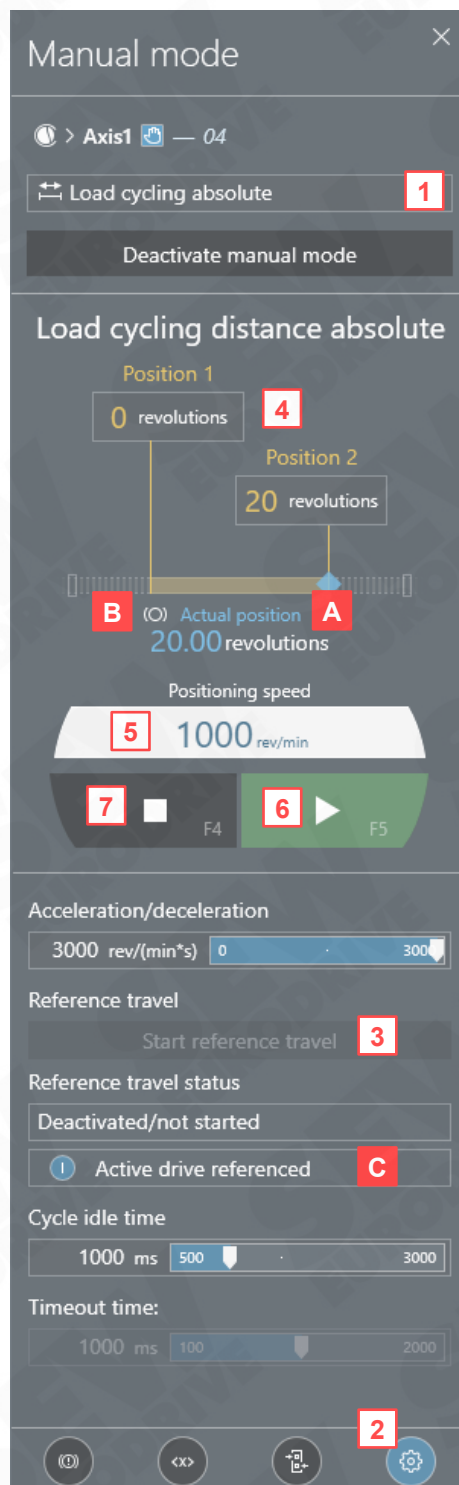 Manual mode
> Axis1 — 04
Load cycling absolute 1
Deactivate manual mode
Load cycling distance absolute
Position 1
0 revolutions 4
Position 2
20 revolutions
B (O) Actual position A
20.00 revolutions
Positioning speed
5 1000 rev/min
7 F4 6 F5
Acceleration/deceleration
3000 rev/(min*s) 0 · 300
Reference travel
Start reference travel 3
Reference travel status
Deactivated/not started
I Active drive referenced C
Cycle idle time
1000 ms 500 · 3000
Timeout time:
1000 ms 100 2000
2
<x>